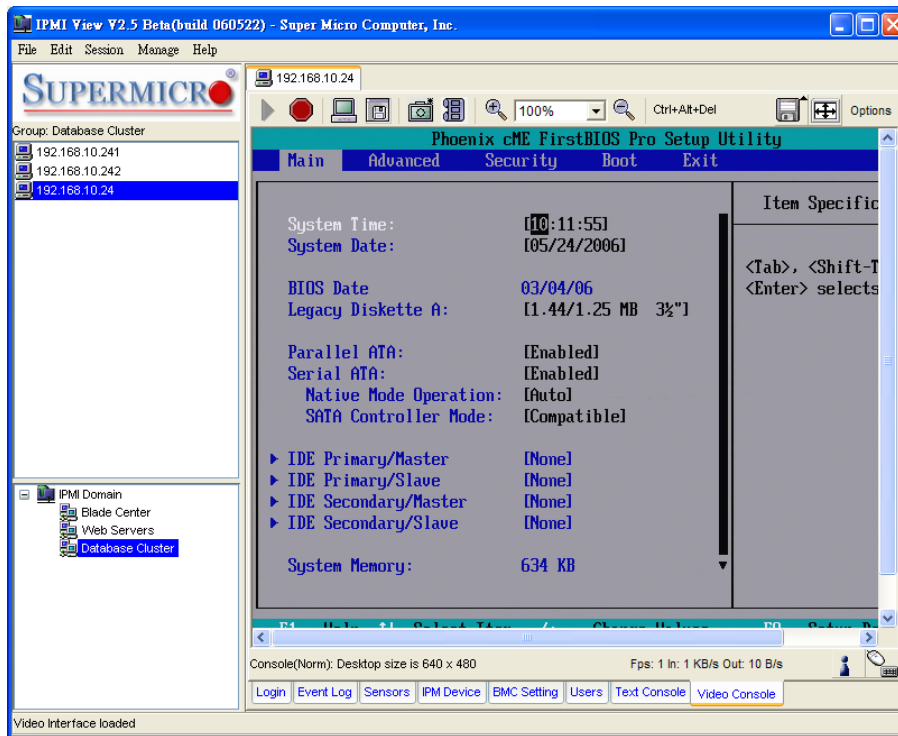 IPMI View V2.5 Beta(build 060522) - Super Micro Computer, Inc.
File Edit Session Manage Help
SUPERMICRO®
Group: Database Cluster
192.168.10.241
192.168.10.242
192.168.10.24
IPMI Domain
Blade Center
Web Servers
Database Cluster
192.168.10.24
100% Ctrl+Alt+Del Options
Phoenix cME FirstBIOS Pro Setup Utility
Main Advanced Security Boot Exit
System Time: [10:11:55]
System Date: [05/24/2006]
BIOS Date 03/04/06
Legacy Diskette A: [1.44/1.25 MB 3½"]
Parallel ATA: [Enabled]
Serial ATA: [Enabled]
Native Mode Operation: [Auto]
SATA Controller Mode: [Compatible]
IDE Primary/Master [None]
IDE Primary/Slave [None]
IDE Secondary/Master [None]
IDE Secondary/Slave [None]
System Memory: 634 KB
Item Specific
<Tab>, <Shift-T
<Enter> selects
F1 Help ↑↓ Select Item -/+ Change Values F9
Console(Norm): Desktop size is 640 x 480 Fps: 1 In: 1 KB/s Out: 10 B/s
Login Event Log Sensors IPM Device BMC Setting Users Text Console Video Console
Video Interface loaded